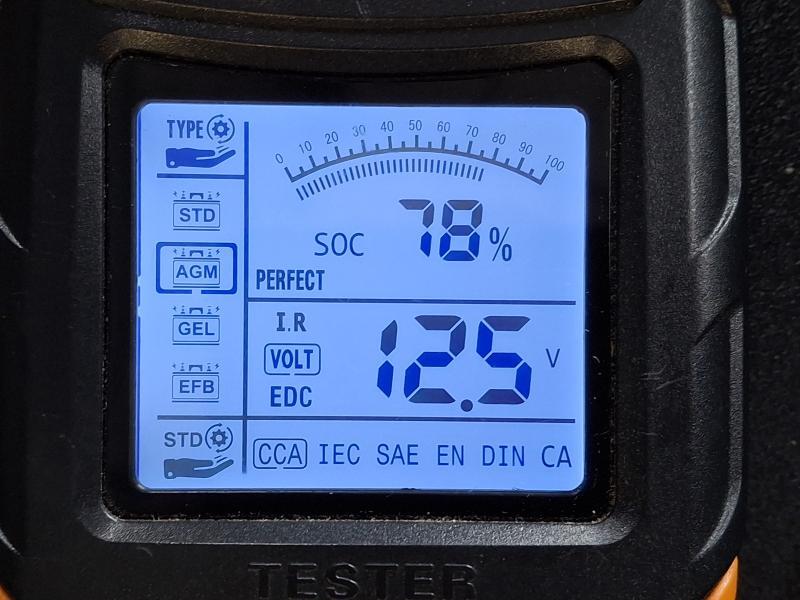 TYPE
0 10 20 30 40 50 60 70 80 90 100
STD
SOC 78%
AGM
PERFECT
GEL
I.R
VOLT 12.5 V
EFB
EDC
STD
CCA IEC SAE EN DIN CA
TESTER